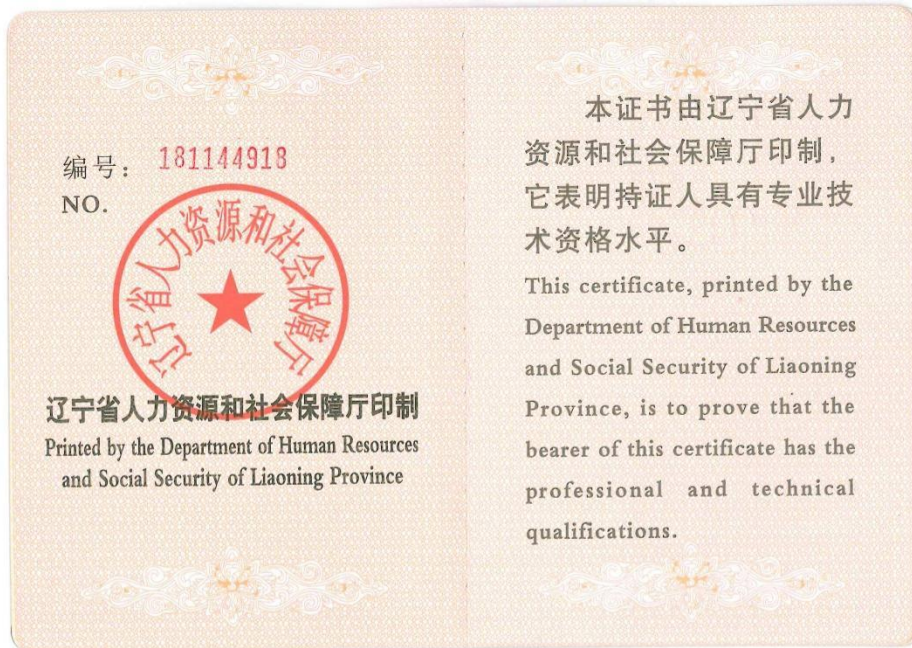 编号： 181144918
NO.
辽宁省人力资源和社会保障厅
辽宁省人力资源和社会保障厅印制
Printed by the Department of Human Resources
and Social Security of Liaoning Province
本证书由辽宁省人力
资源和社会保障厅印制，
它表明持证人具有专业技
术资格水平。
This certificate, printed by the
Department of Human Resources
and Social Security of Liaoning
Province, is to prove that the
bearer of this certificate has the
professional and technical
qualifications.